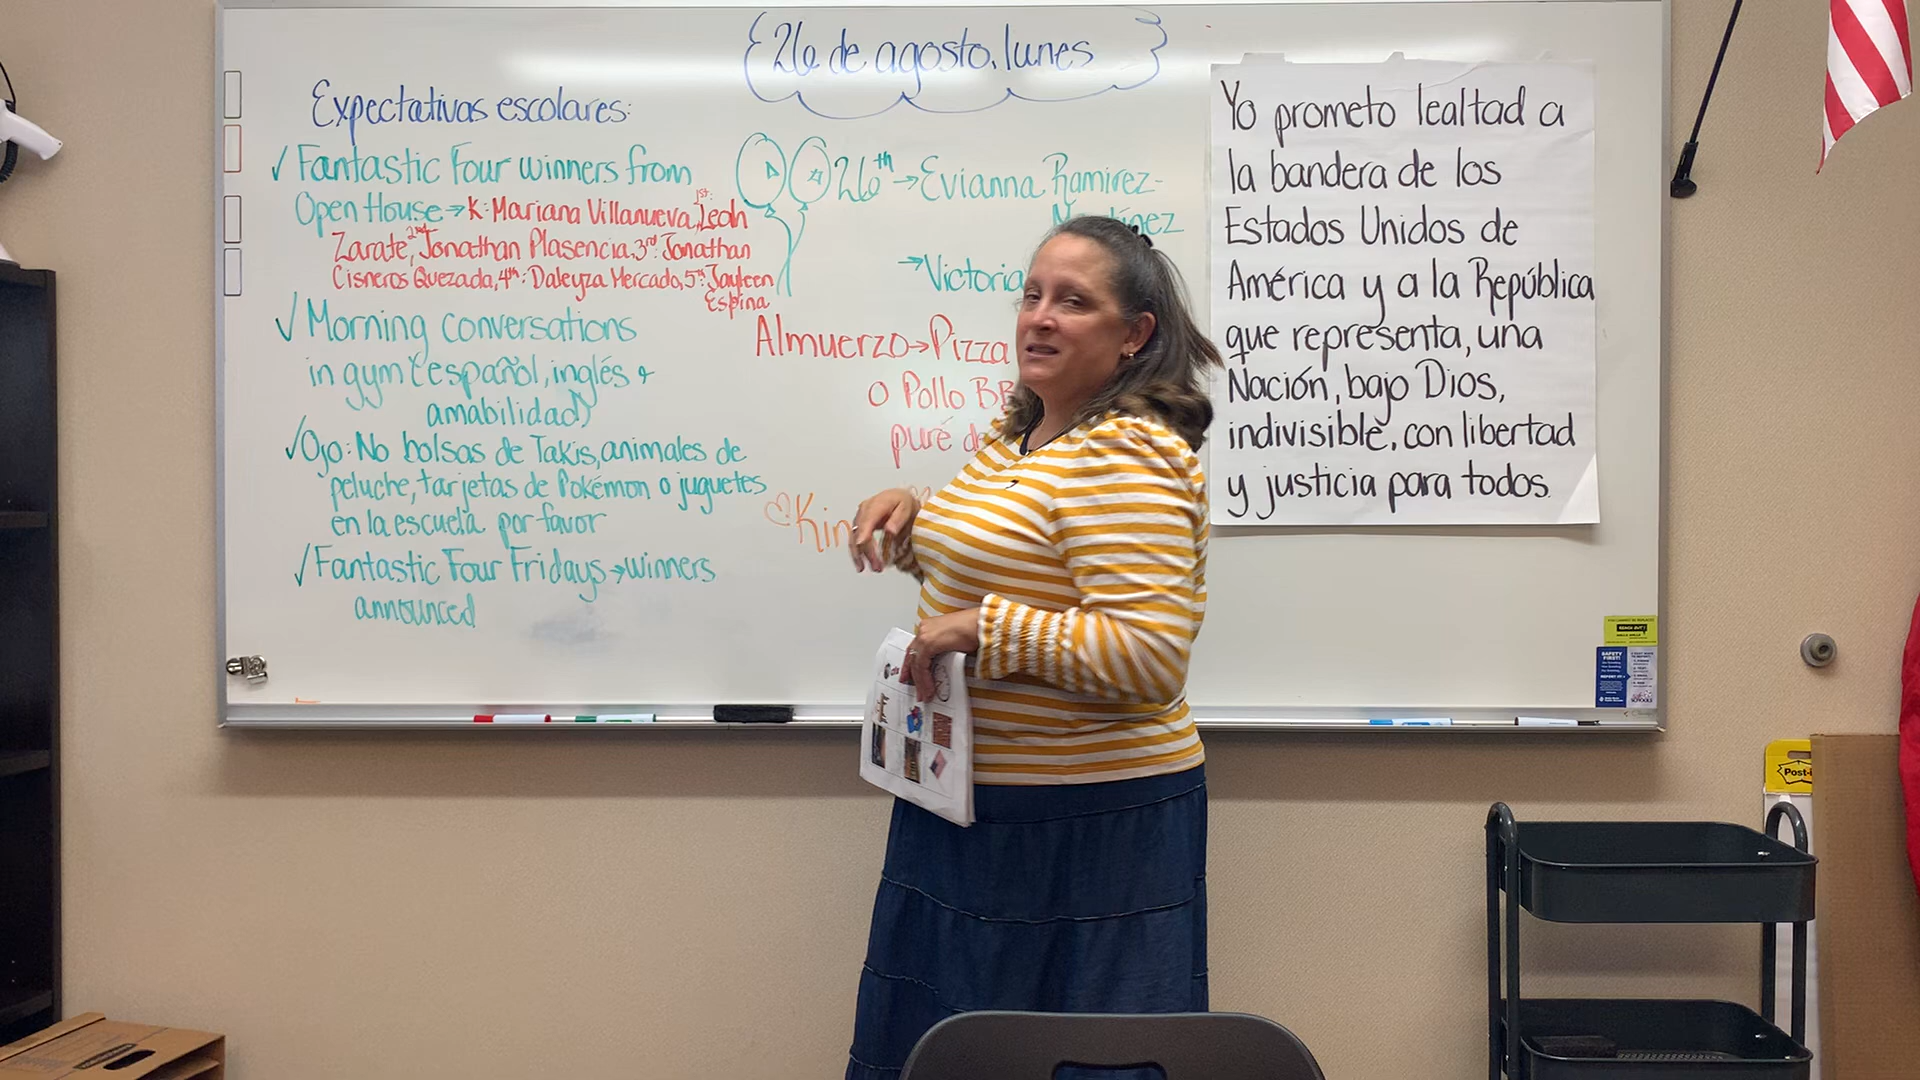 26 de agosto, lunes
Expectativas escolares:
✓ Fantastic Four winners from
Open House → K: Mariana Villanueva, 1st: Leah
Zarate, 2nd Jonathan Plasencia, 3rd: Jonathan
Cisneros Quezada, 4th: Daleyza Mercado, 5th: Jayleen
Espina
✓ Morning conversations
in gym (español, inglés +
amabilidad)
✓ Ojo: No bolsas de Takis, animales de
peluche, tarjetas de Pokémon o juguetes
en la escuela por favor
✓ Fantastic Four Fridays → winners
announced
26th → Evianna Ramirez-
→ Victoria
Almuerzo → Pizza
o Pollo
puré
Yo prometo lealtad a
la bandera de los
Estados Unidos de
América y a la República
que representa, una
Nación, bajo Dios,
indivisible, con libertad
y justicia para todos.
SAFETY
FIRST!